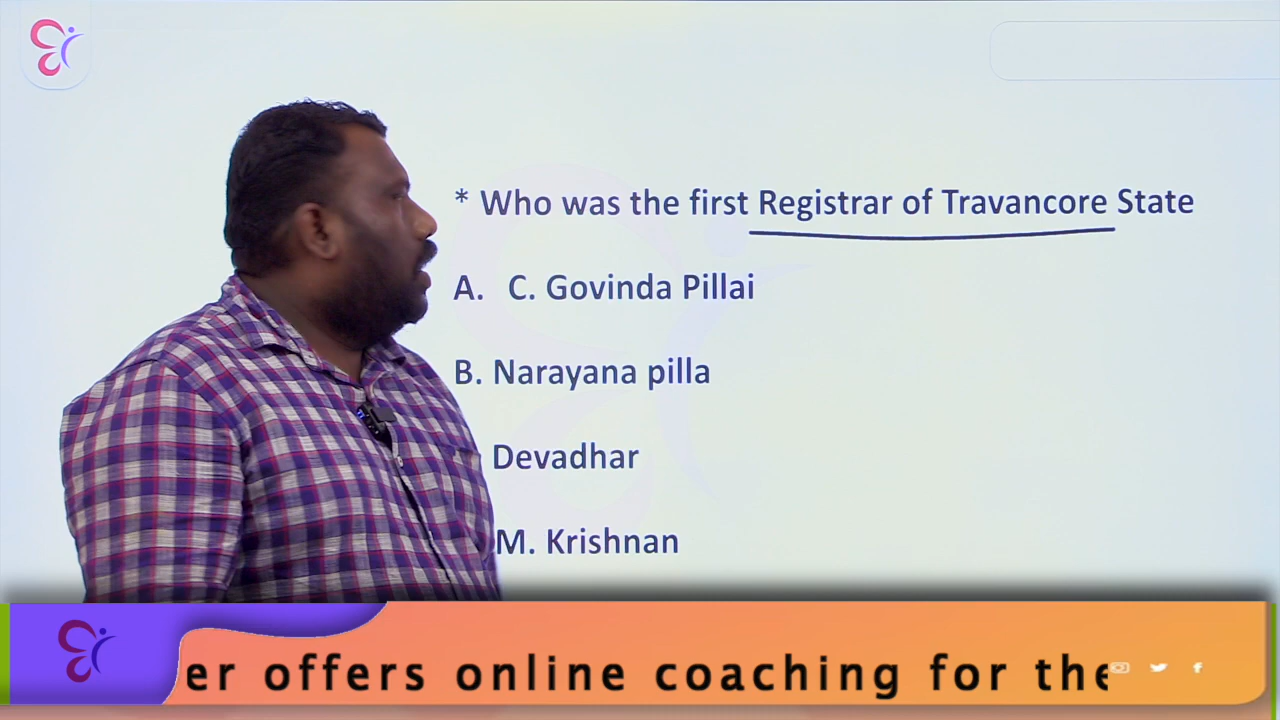 * Who was the first Registrar of Travancore State
A. C. Govinda Pillai
B. Narayana pilla
Devadhar
M. Krishnan
er offers online coaching for the